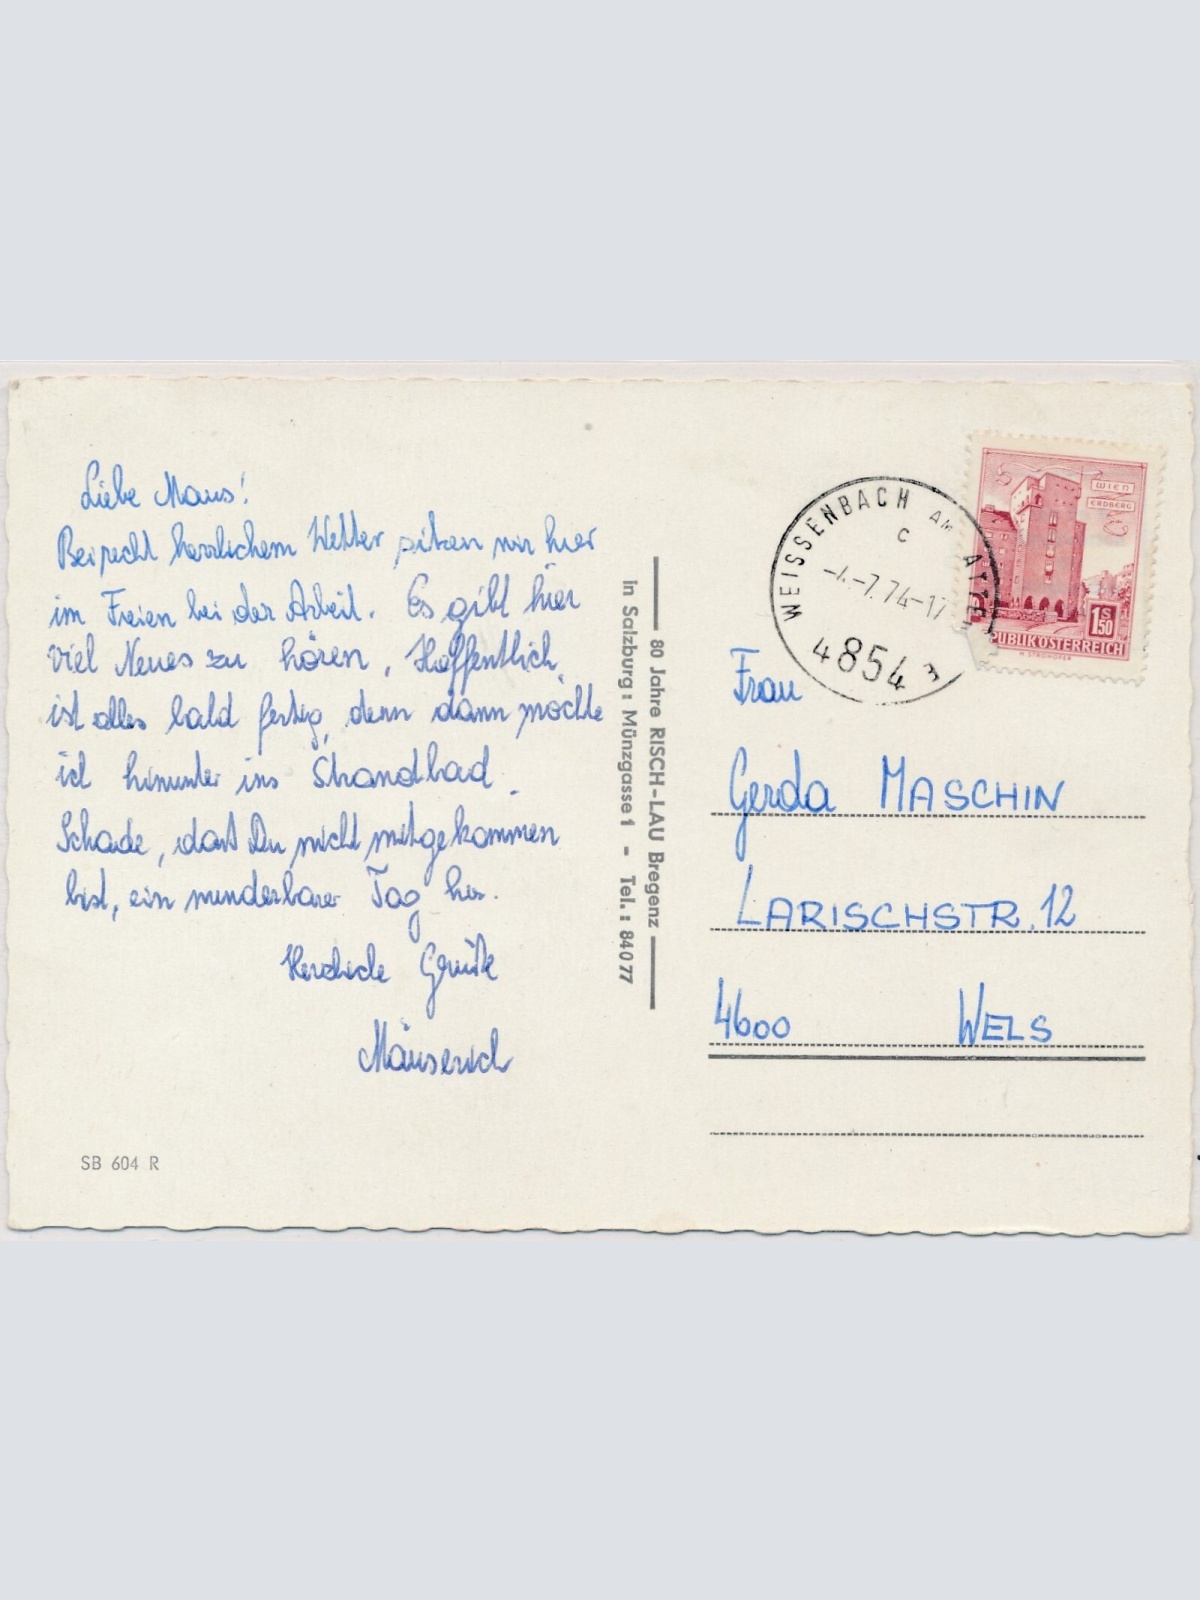 Liebe Maus!
Bei recht herrlichem Wetter sitzen wir hier
im Freien bei der Arbeit. Es gibt hier
viel Neues zu hören. Hoffentlich
ist alles bald fertig, denn dann möchte
ich hinunter ins Strandbad.
Schade, daß Du nicht mitgekommen
bist, ein wunderbarer Tag
Herzliche Grüße
Mäuserich
SB 604 R
80 Jahre RISCH-LAU Bregenz
in Salzburg: Münzgasse 1 - Tel.: 84077
WEISSENBACH AM ATTE
c
-4.-7.74-17
4854
3
WIEN
ERDBERG
1 S 50
PUBLIK ÖSTERREICH
Frau
Gerda MASCHIN
LARISCHSTR. 12
4600 WELS